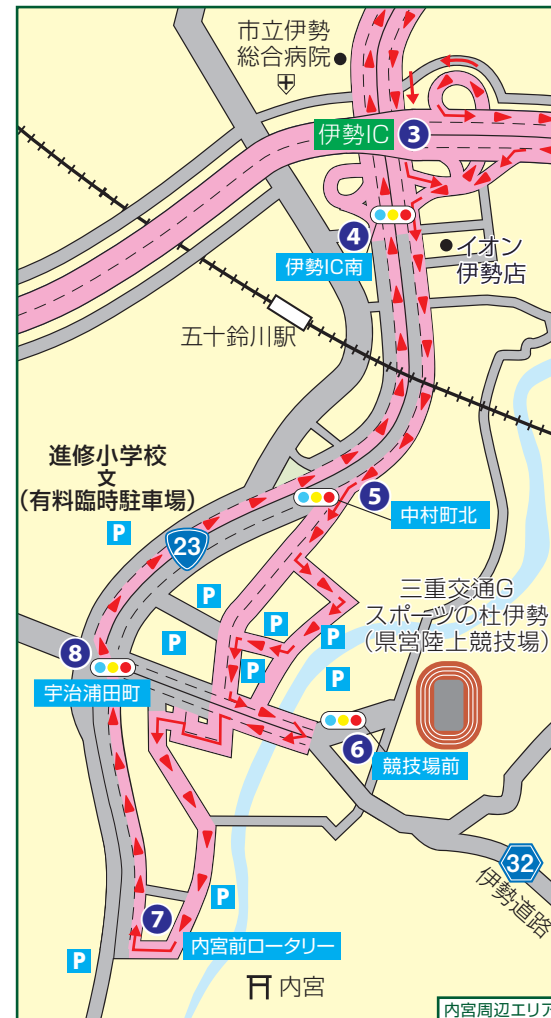 市立伊勢
総合病院
伊勢IC
3
4
伊勢IC南
イオン
伊勢店
五十鈴川駅
進修小学校
文
(有料臨時駐車場)
P
5
中村町北
23
P
P
P
P
P
P
三重交通G
スポーツの杜伊勢
(県営陸上競技場)
8
宇治浦田町
6
競技場前
32
伊勢道路
P
7
内宮前ロータリー
P
内宮
内宮周辺エリア